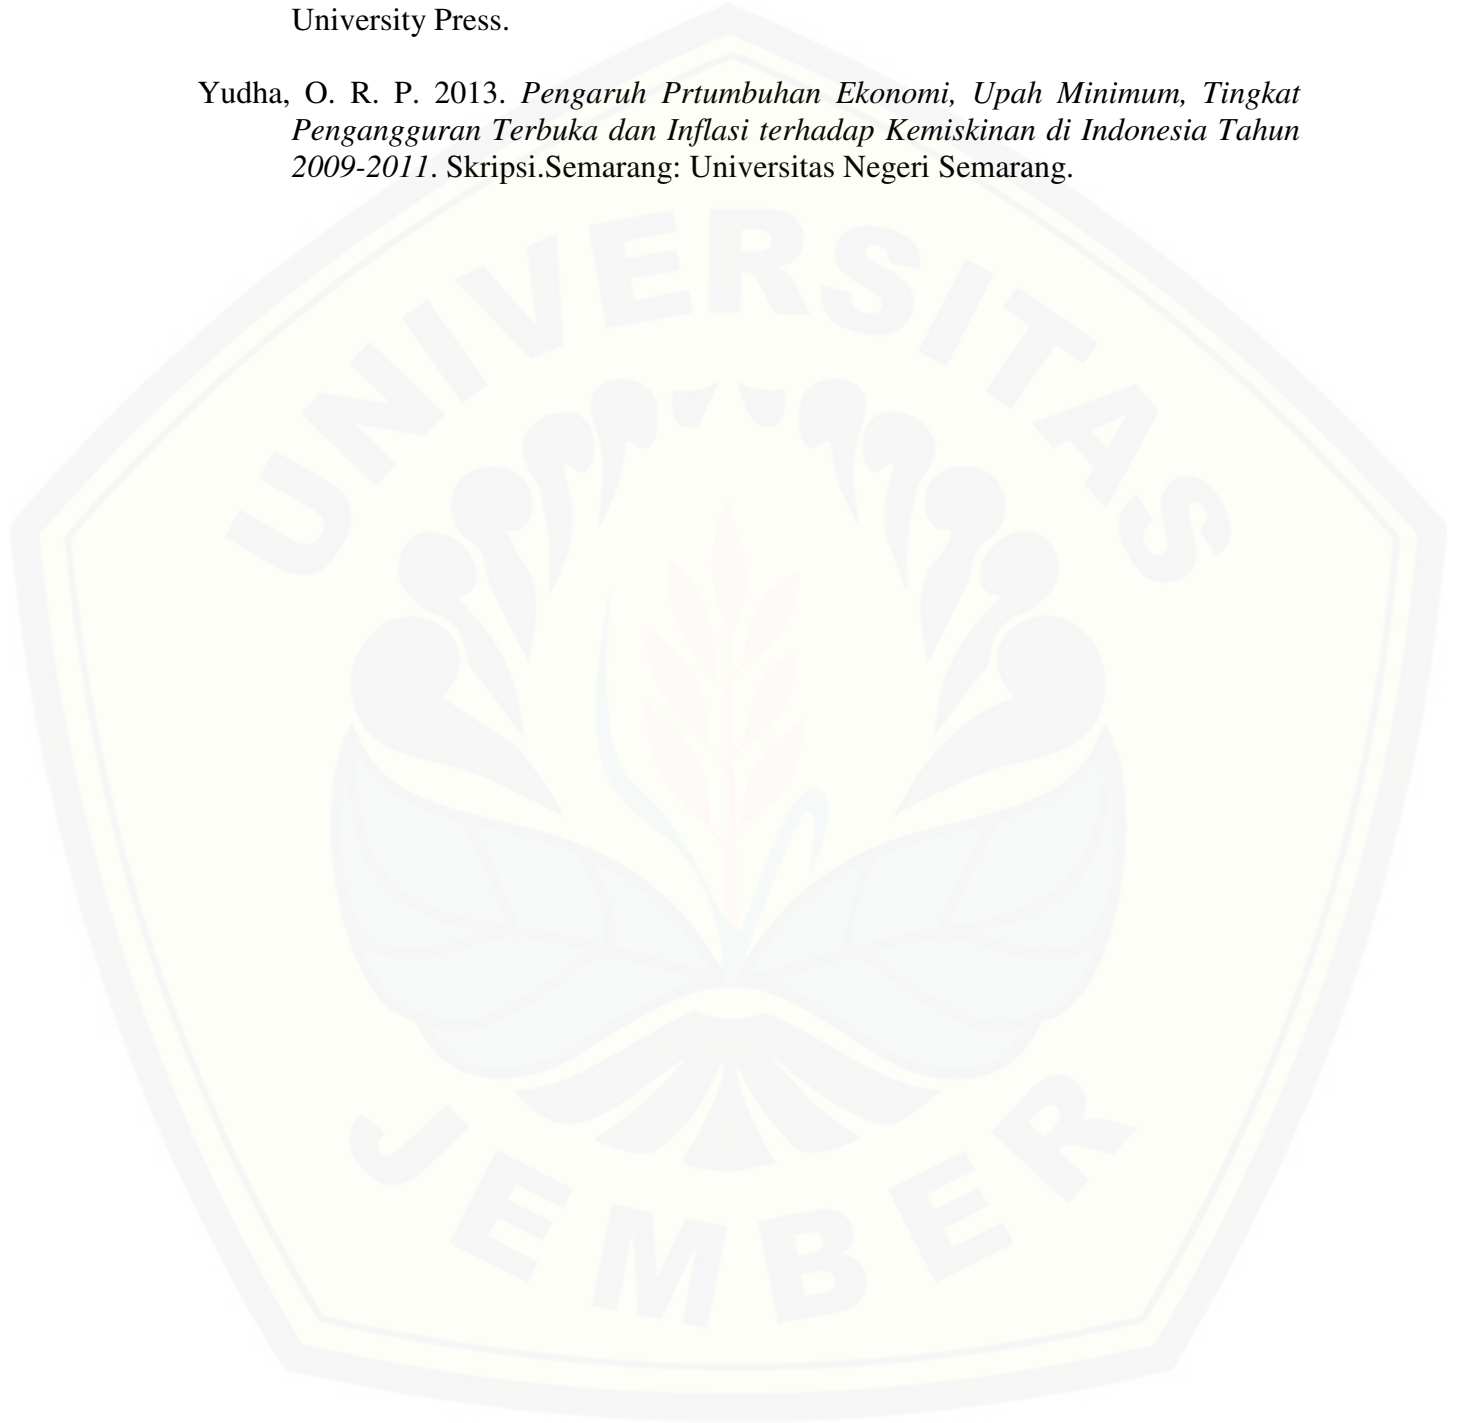 University Press.
Yudha, O. R. P. 2013. Pengaruh Prtumbuhan Ekonomi, Upah Minimum, Tingkat
Pengangguran Terbuka dan Inflasi terhadap Kemiskinan di Indonesia Tahun
2009-2011. Skripsi.Semarang: Universitas Negeri Semarang.
UNIVERSITAS
JEMBER